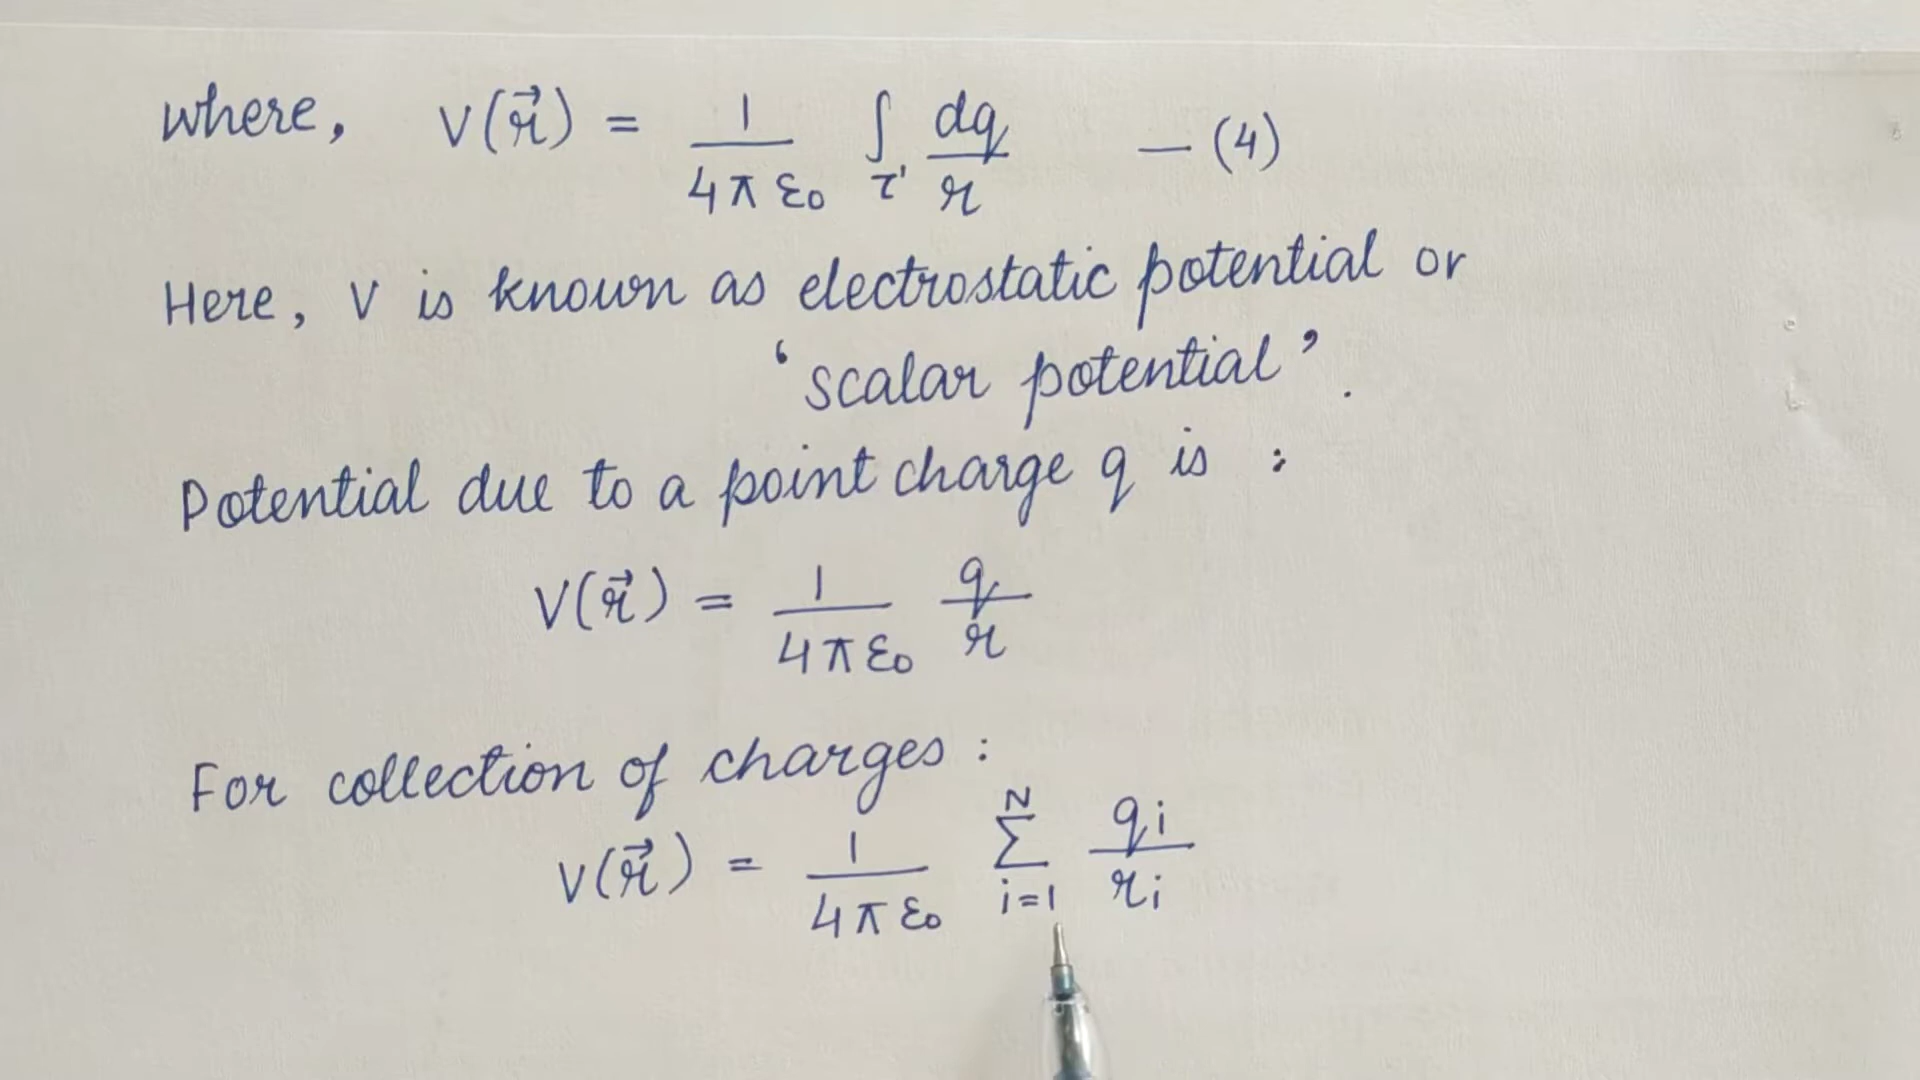 where, V(r⃗) = 1/4πε₀ ∫τ' dq/r — (4)
Here, V is known as electrostatic potential or
'scalar potential'.
Potential due to a point charge q is :
V(r⃗) = 1/4πε₀ q/r
For collection of charges :
V(r⃗) = 1/4πε₀ N∑i=1 qi/ri